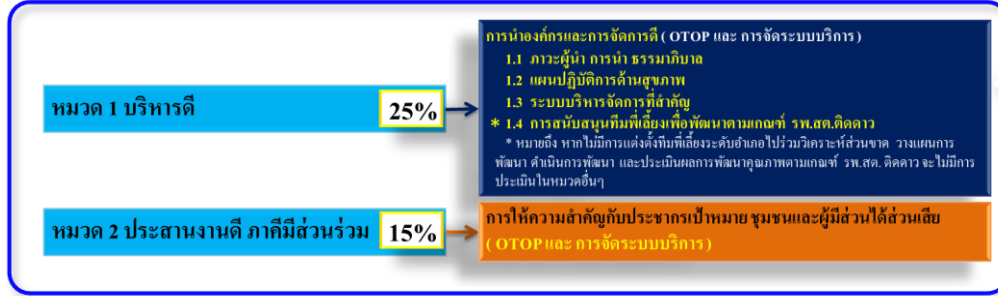 การนำองค์กรและการจัดการดี ( OTOP และ การจัดระบบบริการ )
1.1 ภาวะผู้นำ การนำ ธรรมาภิบาล
1.2 แผนปฏิบัติการด้านสุขภาพ
หมวด 1 บริหารดี 25%
1.3 ระบบบริหารจัดการที่สำคัญ
* 1.4 การสนับสนุนทีมพี่เลี้ยงเพื่อพัฒนาตามเกณฑ์ รพ.สต.ติดดาว
* หมายถึง หากไม่มีการแต่งตั้งทีมพี่เลี้ยงระดับอำเภอไปร่วมวิเคราะห์ส่วนขาด วางแผนการ
พัฒนา ดำเนินการพัฒนา และประเมินผลการพัฒนาคุณภาพตามเกณฑ์ รพ.สต. ติดดาว จะไม่มีการ
ประเมินในหมวดอื่นๆ
หมวด 2 ประสานงานดี ภาคีมีส่วนร่วม 15%
การให้ความสำคัญกับประชากรเป้าหมาย ชุมชนและผู้มีส่วนได้ส่วนเสีย
( OTOP และ การจัดระบบบริการ )